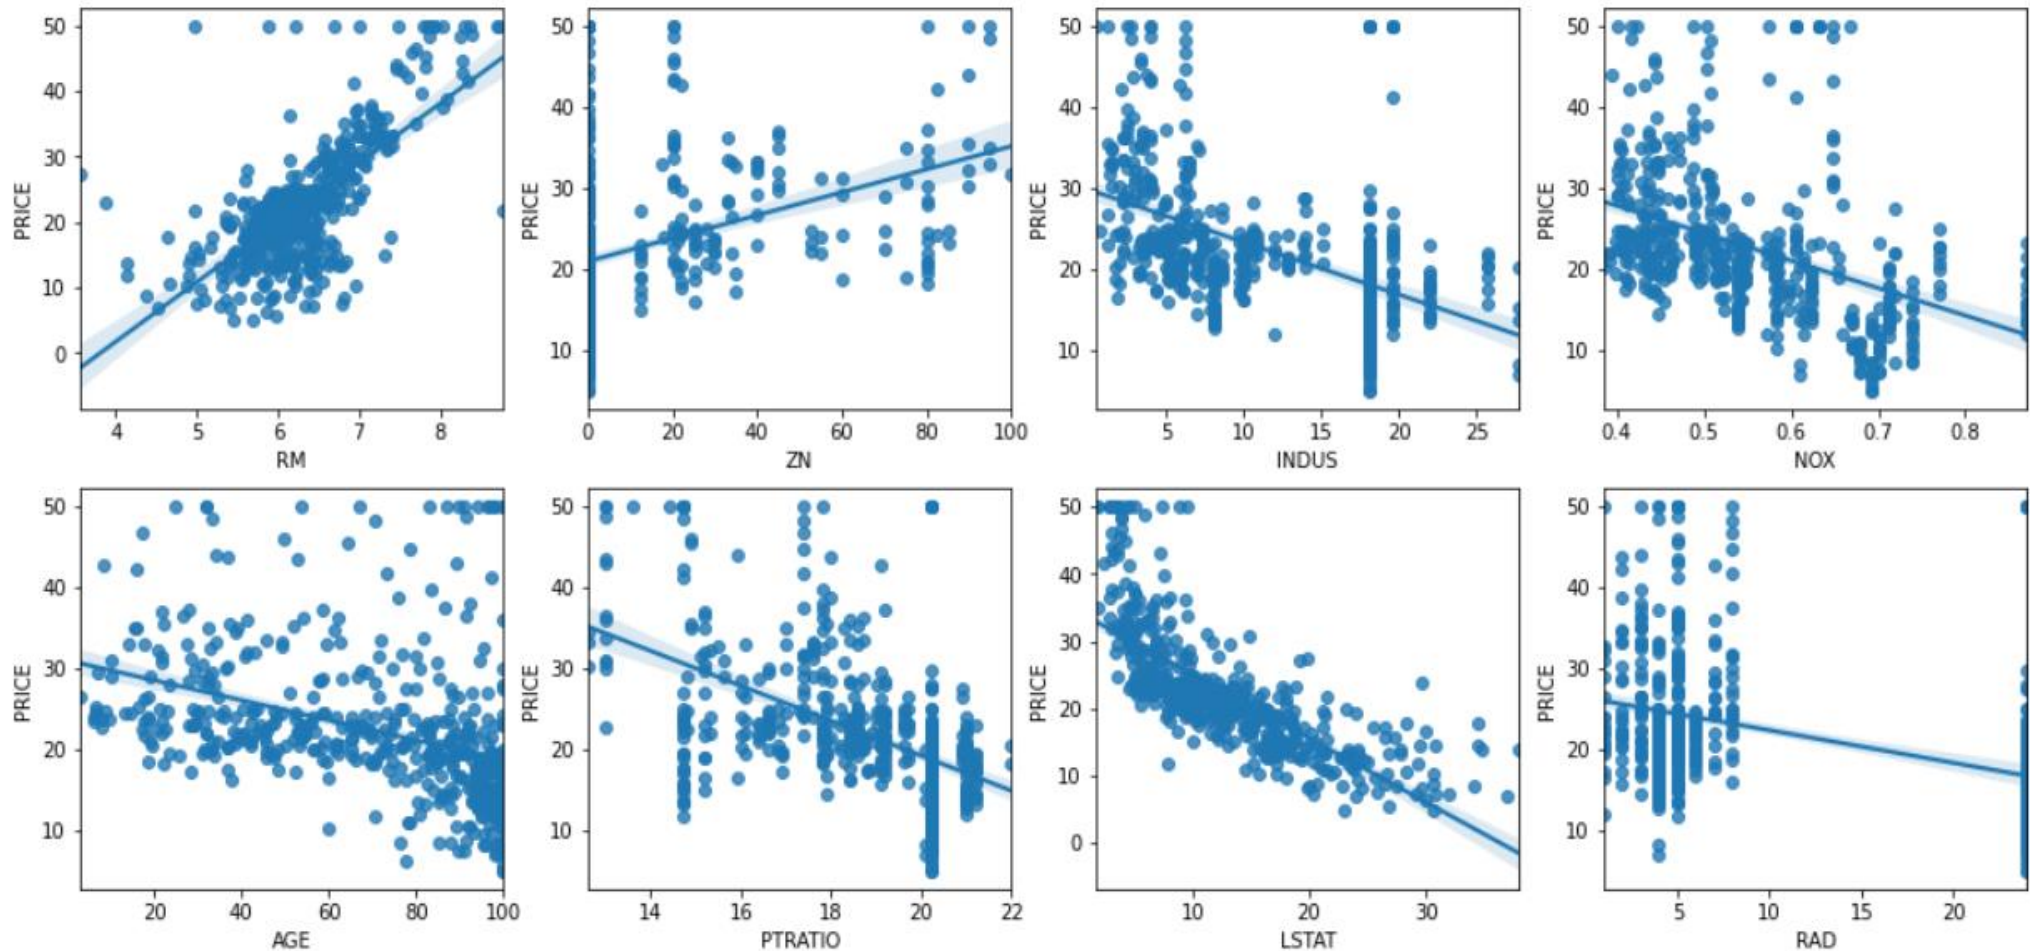 50 40 30 20 10 0
PRICE
4 5 6 7 8
RM
50 40 30 20 10
PRICE
0 20 40 60 80 100
ZN
50 40 30 20 10
PRICE
5 10 15 20 25
INDUS
50 40 30 20 10
PRICE
0.4 0.5 0.6 0.7 0.8
NOX
50 40 30 20 10
PRICE
20 40 60 80 100
AGE
50 40 30 20 10
PRICE
14 16 18 20 22
PTRATIO
50 40 30 20 10 0
PRICE
10 20 30
LSTAT
50 40 30 20 10
PRICE
5 10 15 20
RAD